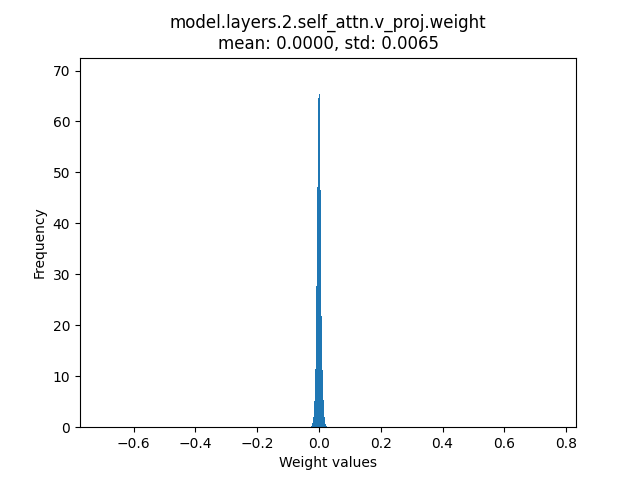 model.layers.2.self_attn.v_proj.weight
mean: 0.0000, std: 0.0065
70
60
50
40
30
20
10
0
Frequency
−0.6 −0.4 −0.2 0.0 0.2 0.4 0.6 0.8
Weight values